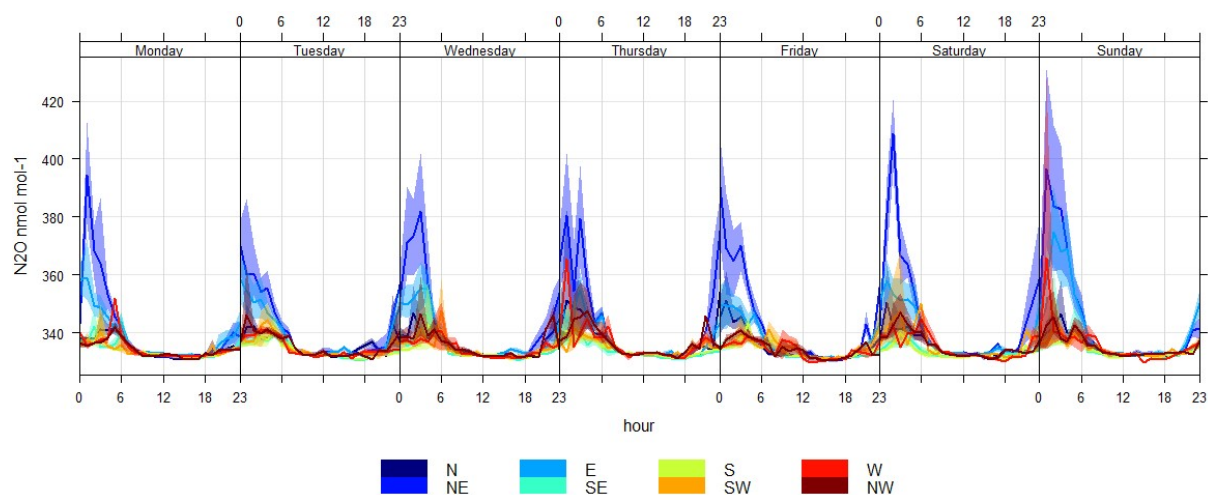 0 6 12 18 23 0 6 12 18 23 0 6 12 18 23
Monday Tuesday Wednesday Thursday Friday Saturday Sunday
420
400
380
360
340
N2O nmol mol-1
0 6 12 18 23 0 6 12 18 23 0 6 12 18 23 0 6 12 18 23
hour
N E S W
NE SE SW NW